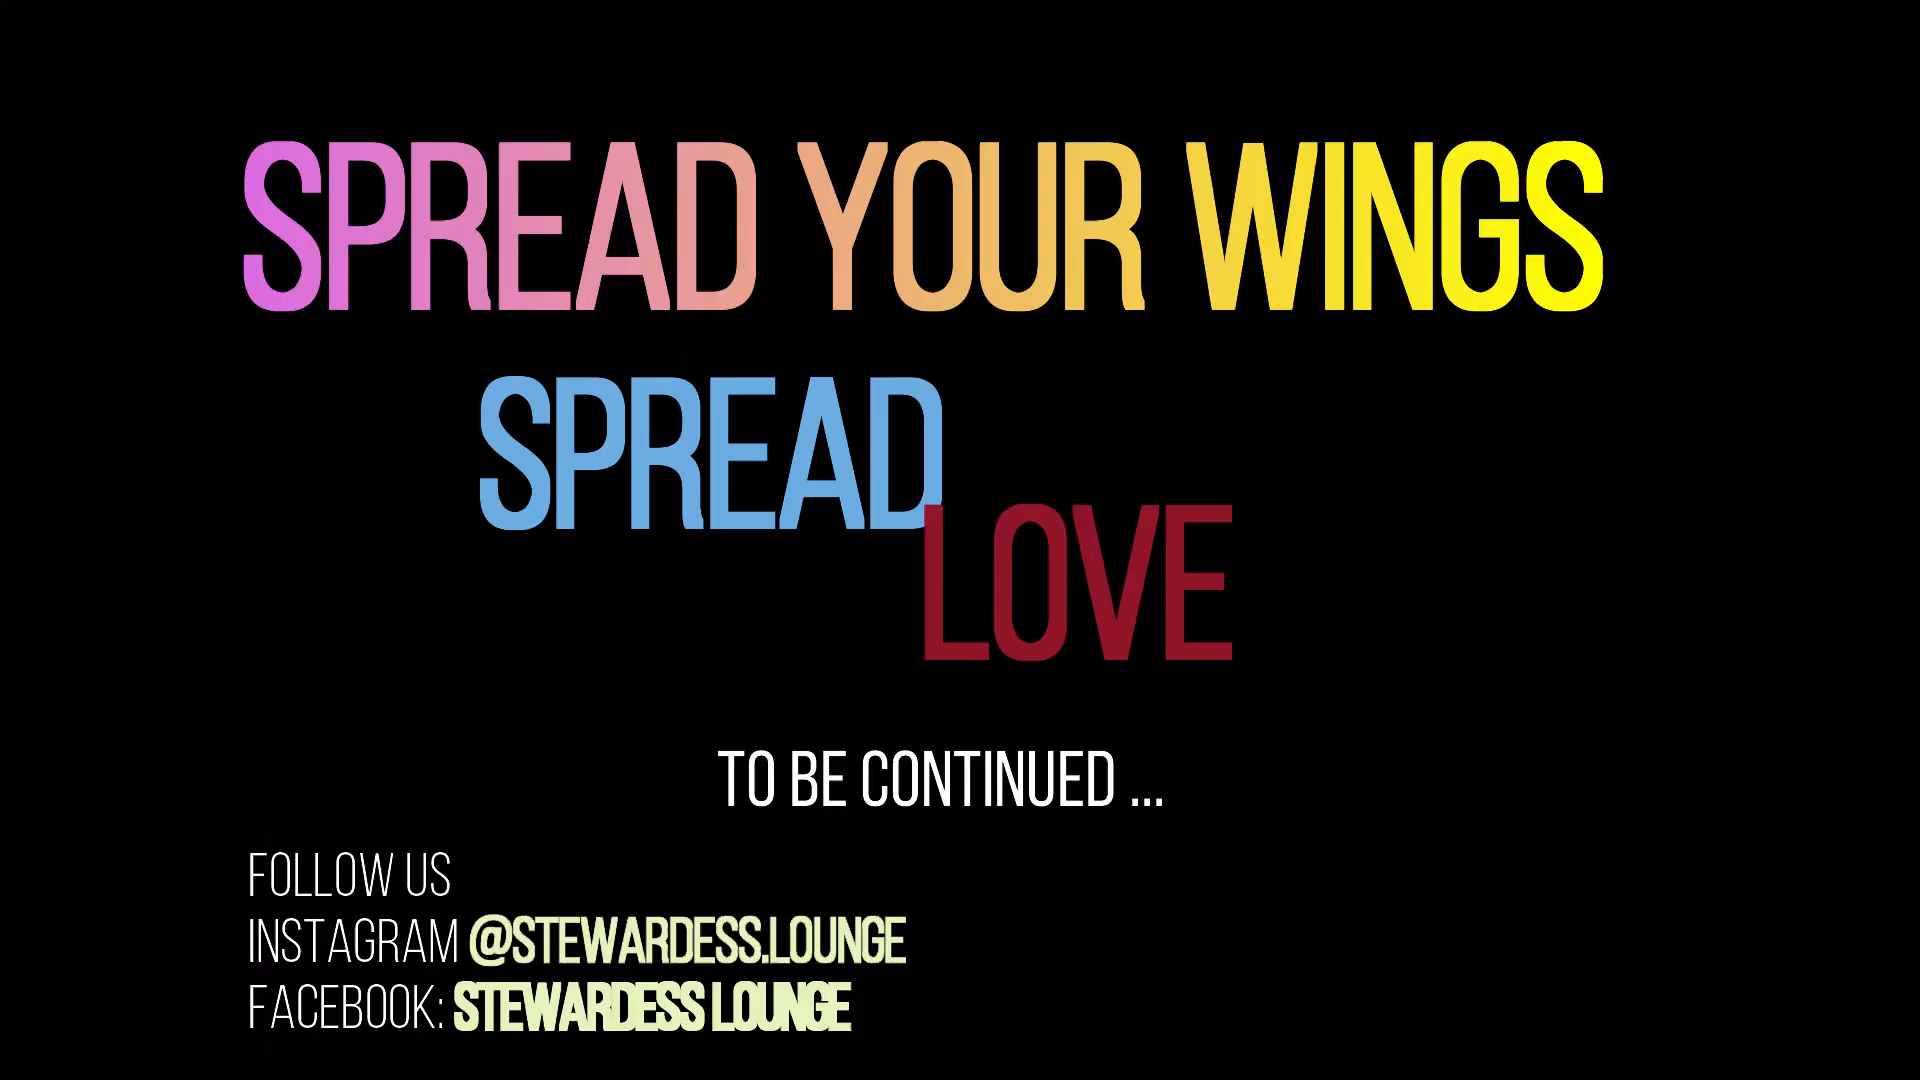 SPREAD YOUR WINGS
SPREAD
LOVE
TO BE CONTINUED ...
FOLLOW US
INSTAGRAM @STEWARDESS.LOUNGE
FACEBOOK: STEWARDESS LOUNGE